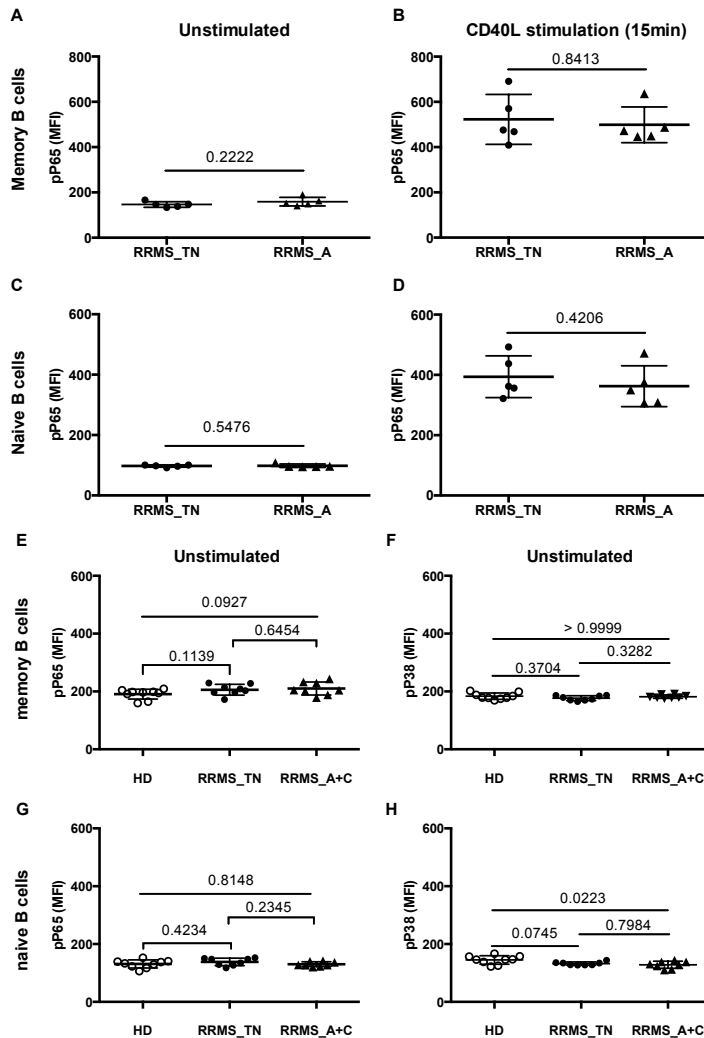 A
Unstimulated
Memory B cells
pP65 (MFI)
800
600
400
200
0
0.2222
RRMS_TN
RRMS_A
B
CD40L stimulation (15min)
pP65 (MFI)
800
600
400
200
0
0.8413
RRMS_TN
RRMS_A
C
Naive B cells
pP65 (MFI)
600
400
200
0
0.5476
RRMS_TN
RRMS_A
D
pP65 (MFI)
600
400
200
0
0.4206
RRMS_TN
RRMS_A
E
Unstimulated
memory B cells
pP65 (MFI)
600
400
200
0
0.0927
0.6454
0.1139
HD
RRMS_TN
RRMS_A+C
F
Unstimulated
pP38 (MFI)
600
400
200
0
> 0.9999
0.3282
0.3704
HD
RRMS_TN
RRMS_A+C
G
naive B cells
pP65 (MFI)
600
400
200
0
0.8148
0.2345
0.4234
HD
RRMS_TN
RRMS_A+C
H
pP38 (MFI)
600
400
200
0
0.0223
0.7984
0.0745
HD
RRMS_TN
RRMS_A+C